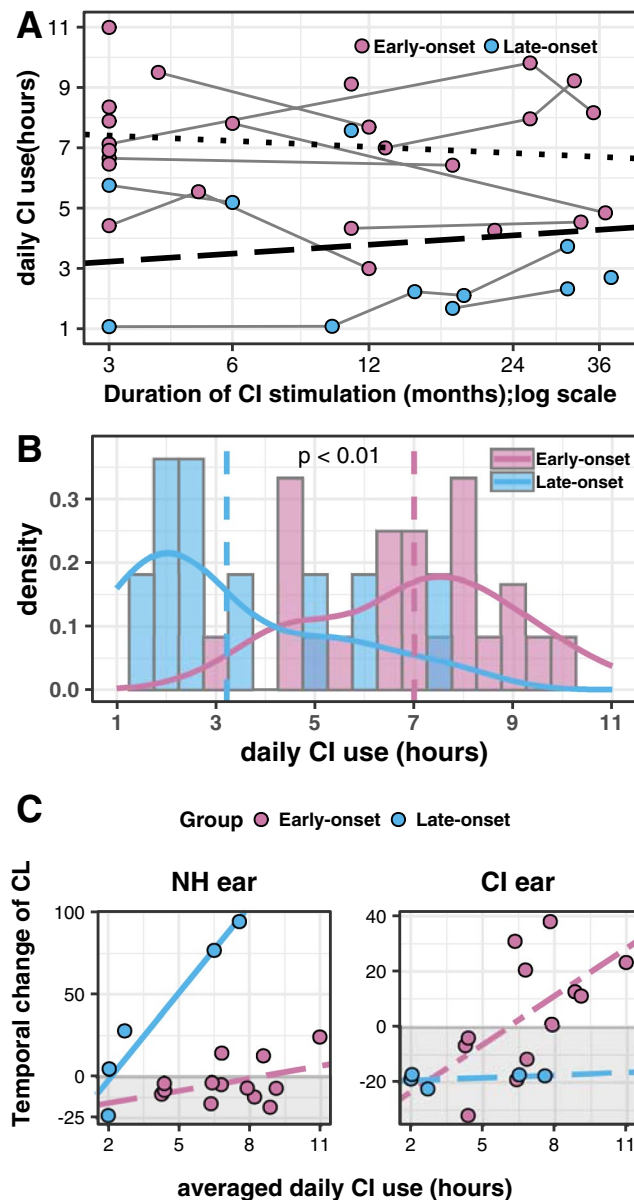 A
11
9
7
5
3
1
daily CI use(hours)
Early-onset Late-onset
3 6 12 24 36
Duration of CI stimulation (months);log scale
B
p < 0.01
Early-onset
Late-onset
0.3
0.2
0.1
0.0
density
1 3 5 7 9 11
daily CI use (hours)
C
Group Early-onset Late-onset
NH ear CI ear
Temporal change of CL
100
50
0
-25
40
20
0
-20
2 5 8 11 2 5 8 11
averaged daily CI use (hours)